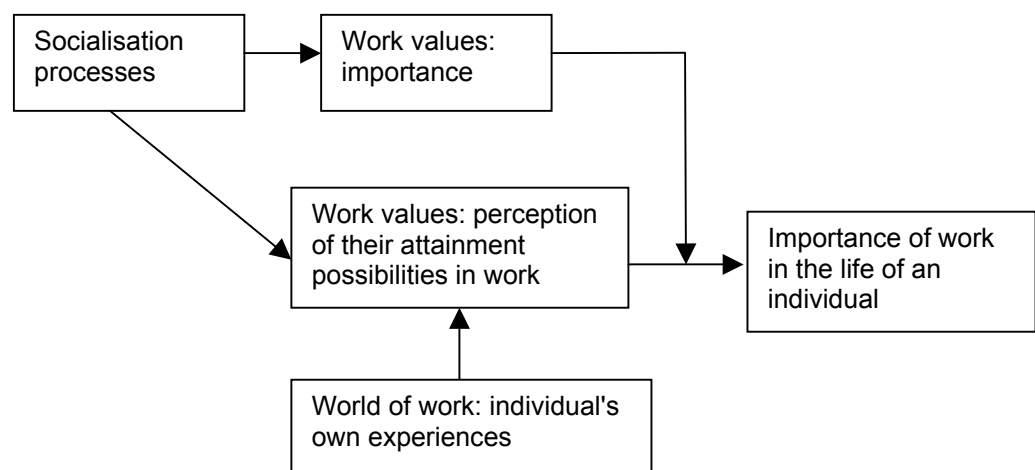 Socialisation
processes
Work values:
importance
Work values: perception
of their attainment
possibilities in work
Importance of work
in the life of an
individual
World of work: individual's
own experiences